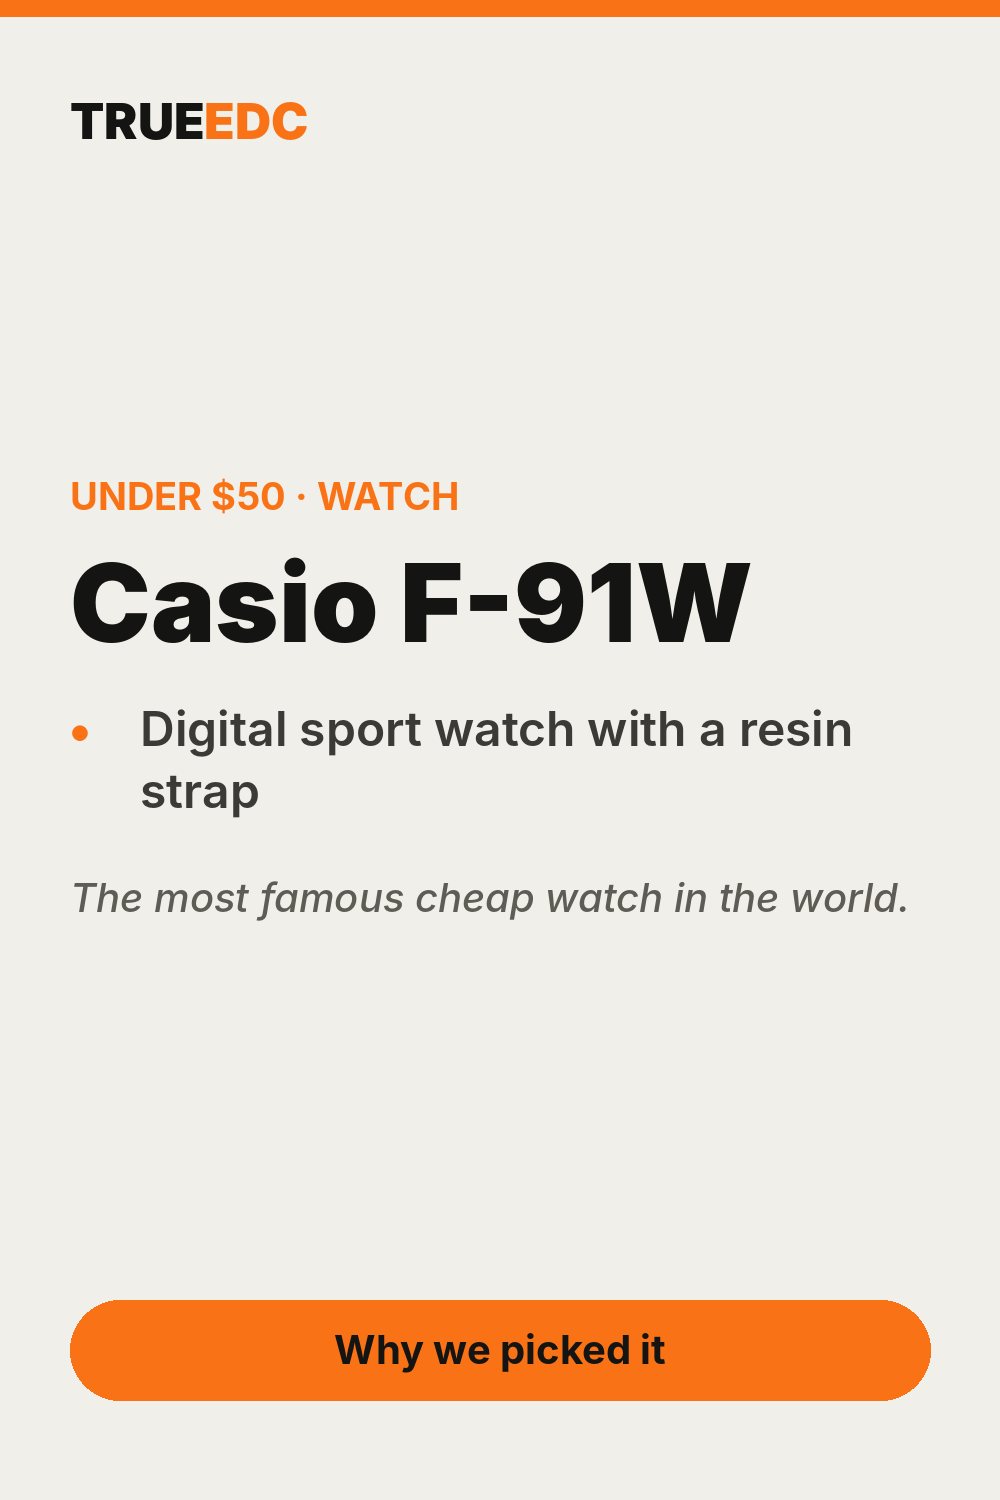 TRUEEDC
UNDER $50 · WATCH
Casio F-91W
• Digital sport watch with a resin
strap
The most famous cheap watch in the world.
Why we picked it